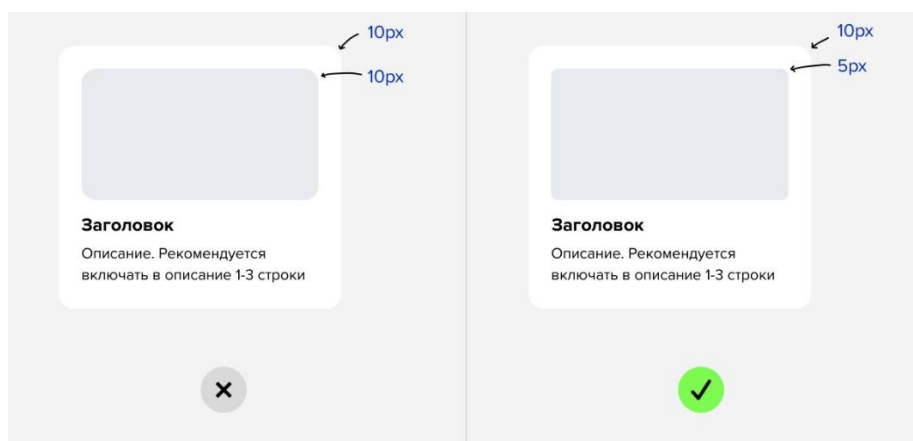 10px
10px
Заголовок
Описание. Рекомендуется
включать в описание 1-3 строки
10px
5px
Заголовок
Описание. Рекомендуется
включать в описание 1-3 строки